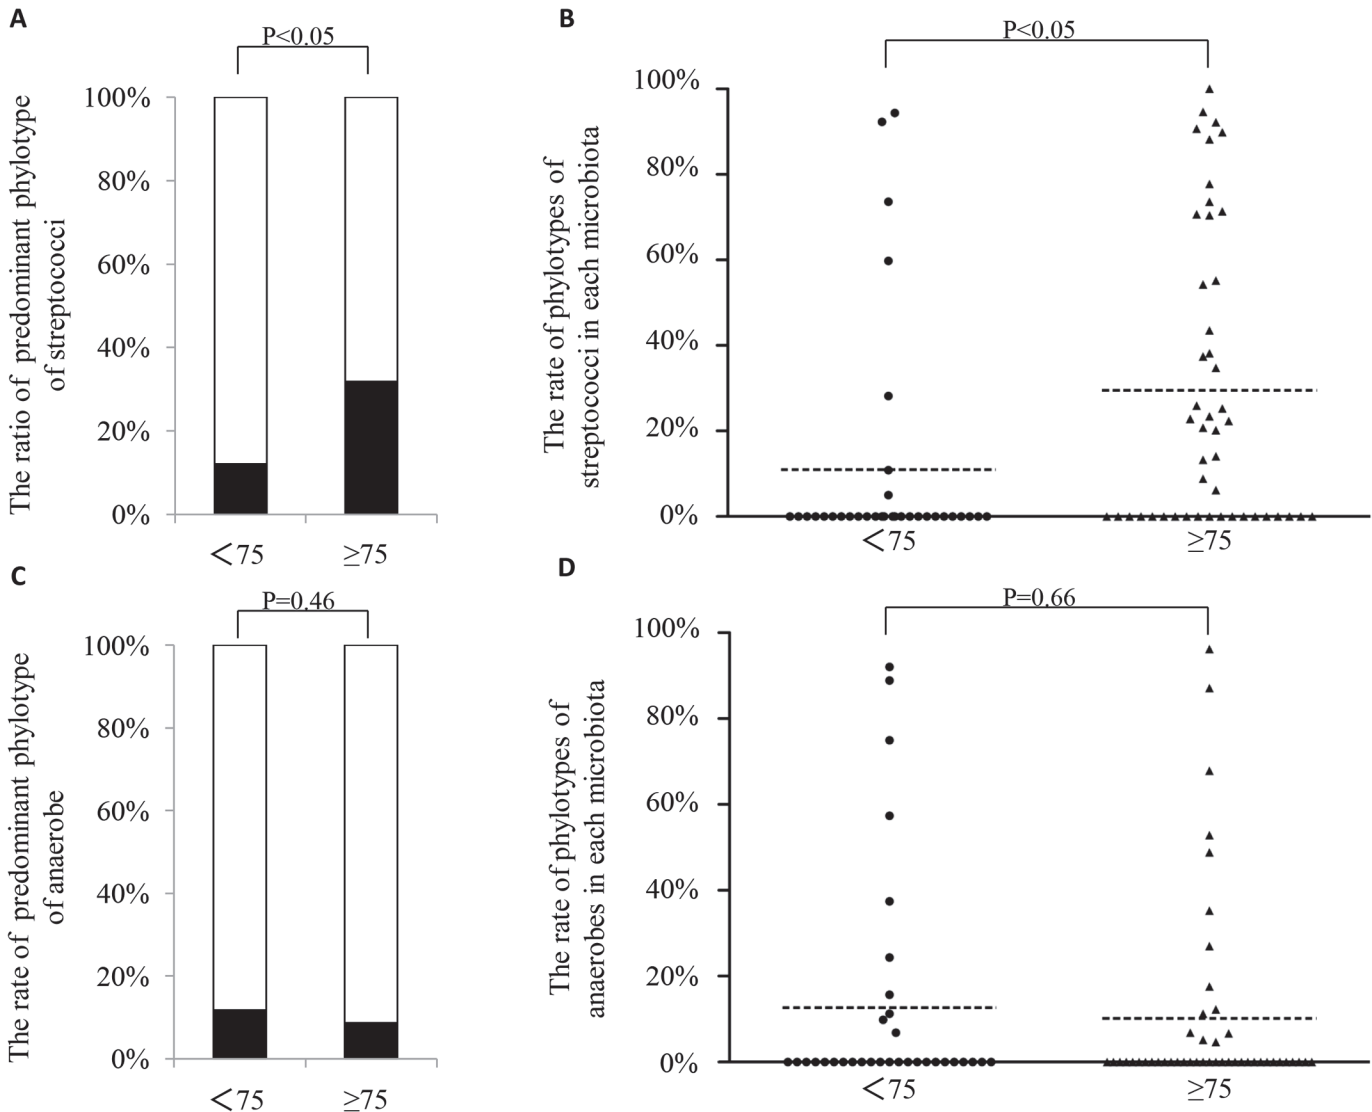 A
P<0.05
The ratio of predominant phylotype
of streptococci
100%
80%
60%
40%
20%
0%
<75
≥75
B
P<0.05
The rate of phylotypes of
streptococci in each microbiota
100%
80%
60%
40%
20%
0%
<75
≥75
C
P=0.46
The rate of predominant phylotype
of anaerobe
100%
80%
60%
40%
20%
0%
<75
≥75
D
P=0.66
The rate of phylotypes of
anaerobes in each microbiota
100%
80%
60%
40%
20%
0%
<75
≥75